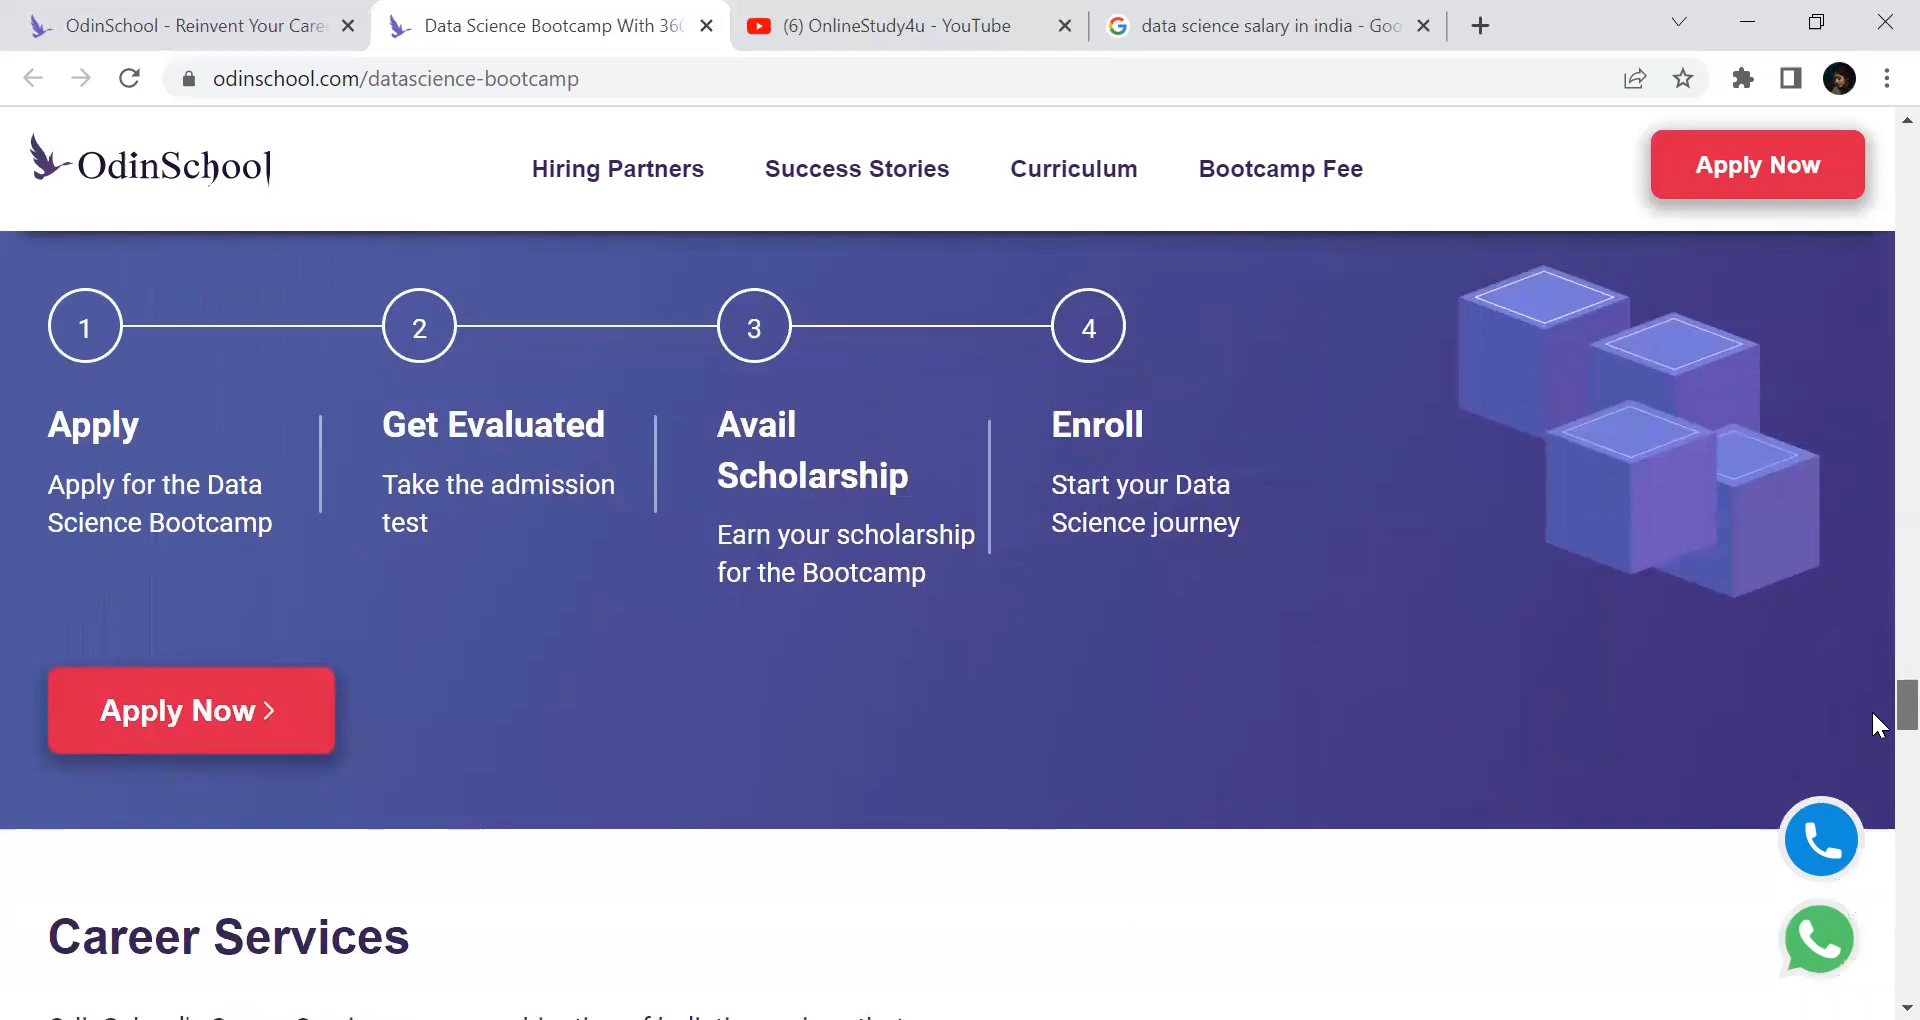 OdinSchool - Reinvent Your Caree
Data Science Bootcamp With 360
(6) OnlineStudy4u - YouTube
data science salary in india - Goo
odinschool.com/datascience-bootcamp
OdinSchool
Hiring Partners
Success Stories
Curriculum
Bootcamp Fee
Apply Now
1
2
3
4
Apply
Apply for the Data
Science Bootcamp
Get Evaluated
Take the admission
test
Avail
Scholarship
Earn your scholarship
for the Bootcamp
Enroll
Start your Data
Science journey
Apply Now >
Career Services